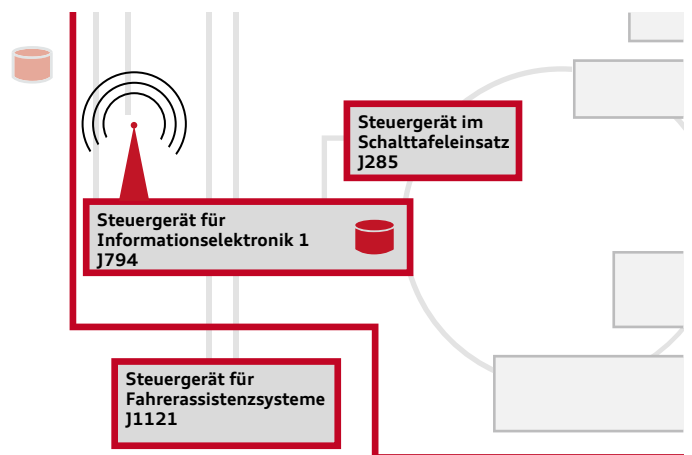 Steuergerät im
Schalttafeleinsatz
J285
Steuergerät für
Informationselektronik 1
J794
Steuergerät für
Fahrerassistenzsysteme
J1121